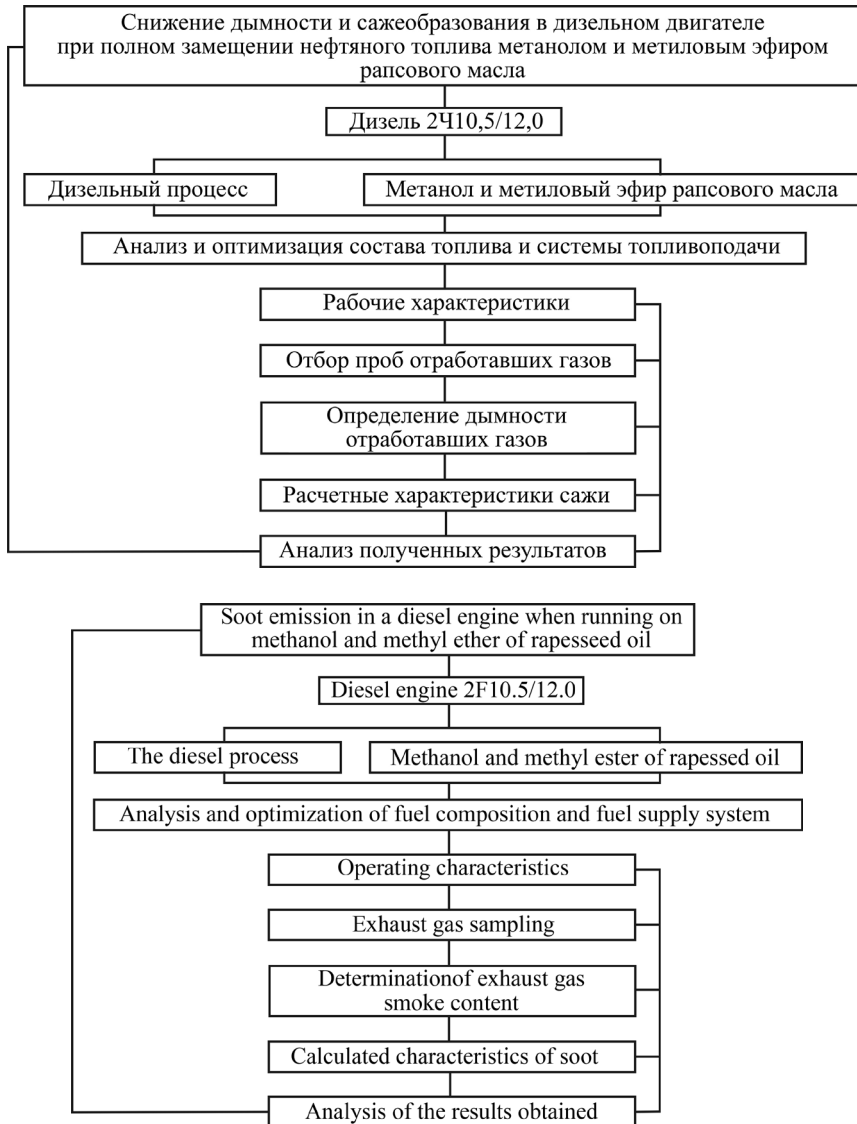 Снижение дымности и сажеобразования в дизельном двигателе
при полном замещении нефтяного топлива метанолом и метиловым эфиром
рапсового масла
Дизель 2Ч10,5/12,0
Дизельный процесс
Метанол и метиловый эфир рапсового масла
Анализ и оптимизация состава топлива и системы топливоподачи
Рабочие характеристики
Отбор проб отработавших газов
Определение дымности
отработавших газов
Расчетные характеристики сажи
Анализ полученных результатов
Soot emission in a diesel engine when running on
methanol and methyl ether of rapesseed oil
Diesel engine 2F10.5/12.0
The diesel process
Methanol and methyl ester of rapessed oil
Analysis and optimization of fuel composition and fuel supply system
Operating characteristics
Exhaust gas sampling
Determinationof exhaust gas
smoke content
Calculated characteristics of soot
Analysis of the results obtained